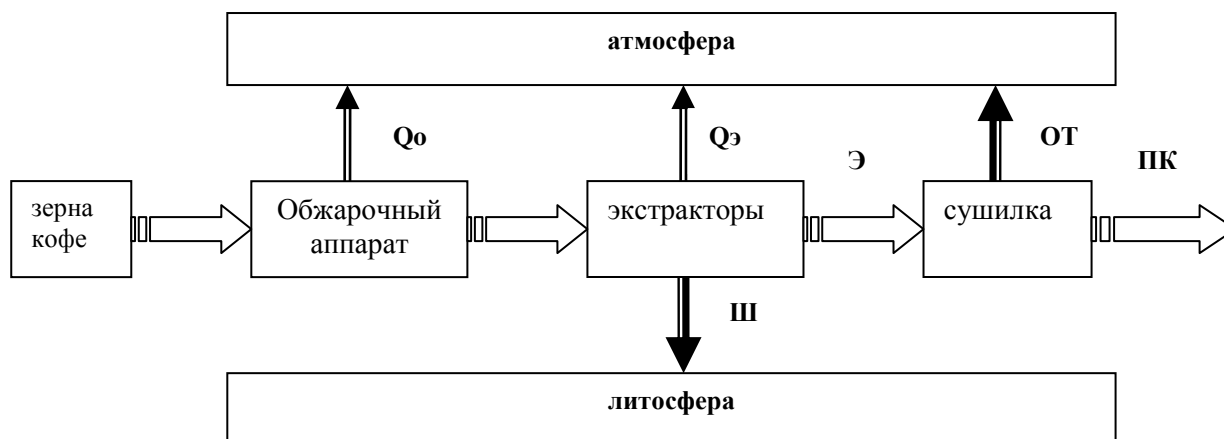 атмосфера
Qо
Qэ
Э
ОТ
ПК
зерна
кофе
Обжарочный
аппарат
экстракторы
сушилка
Ш
литосфера